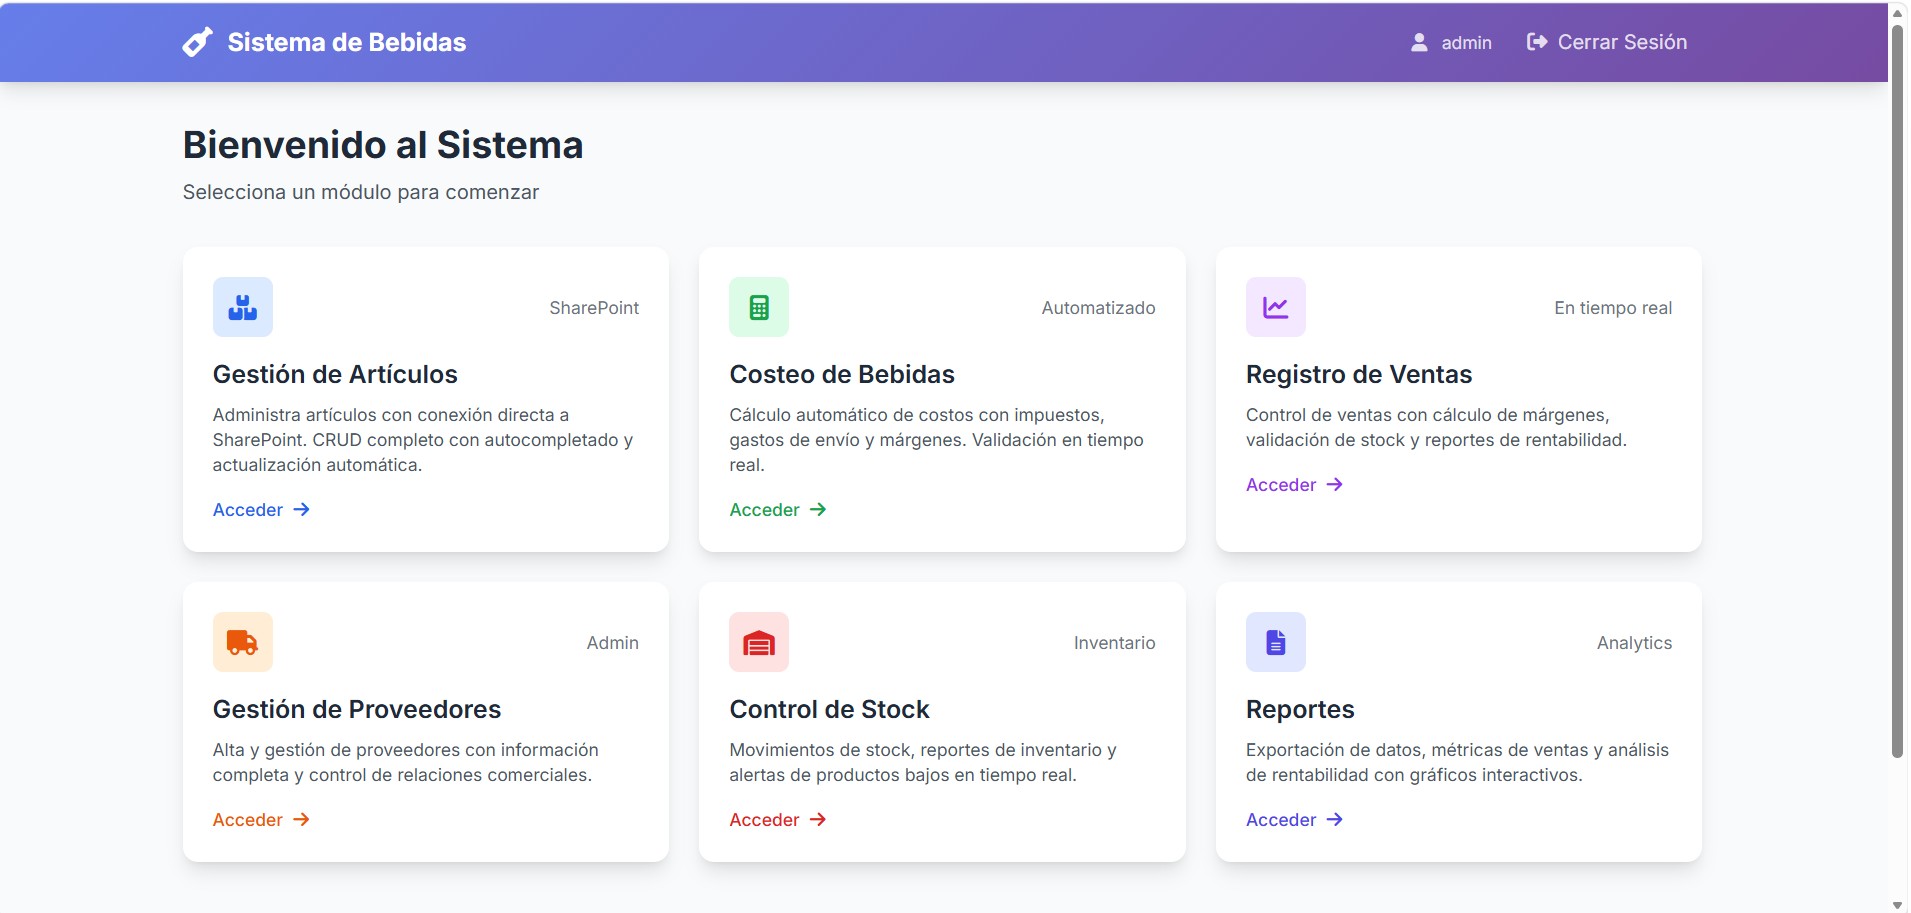 Sistema de Bebidas
admin
Cerrar Sesión
Bienvenido al Sistema
Selecciona un módulo para comenzar
SharePoint
Gestión de Artículos
Administra artículos con conexión directa a
SharePoint. CRUD completo con autocompletado y
actualización automática.
Acceder
Automatizado
Costeo de Bebidas
Cálculo automático de costos con impuestos,
gastos de envío y márgenes. Validación en tiempo
real.
Acceder
En tiempo real
Registro de Ventas
Control de ventas con cálculo de márgenes,
validación de stock y reportes de rentabilidad.
Acceder
Admin
Gestión de Proveedores
Alta y gestión de proveedores con información
completa y control de relaciones comerciales.
Acceder
Inventario
Control de Stock
Movimientos de stock, reportes de inventario y
alertas de productos bajos en tiempo real.
Acceder
Analytics
Reportes
Exportación de datos, métricas de ventas y análisis
de rentabilidad con gráficos interactivos.
Acceder